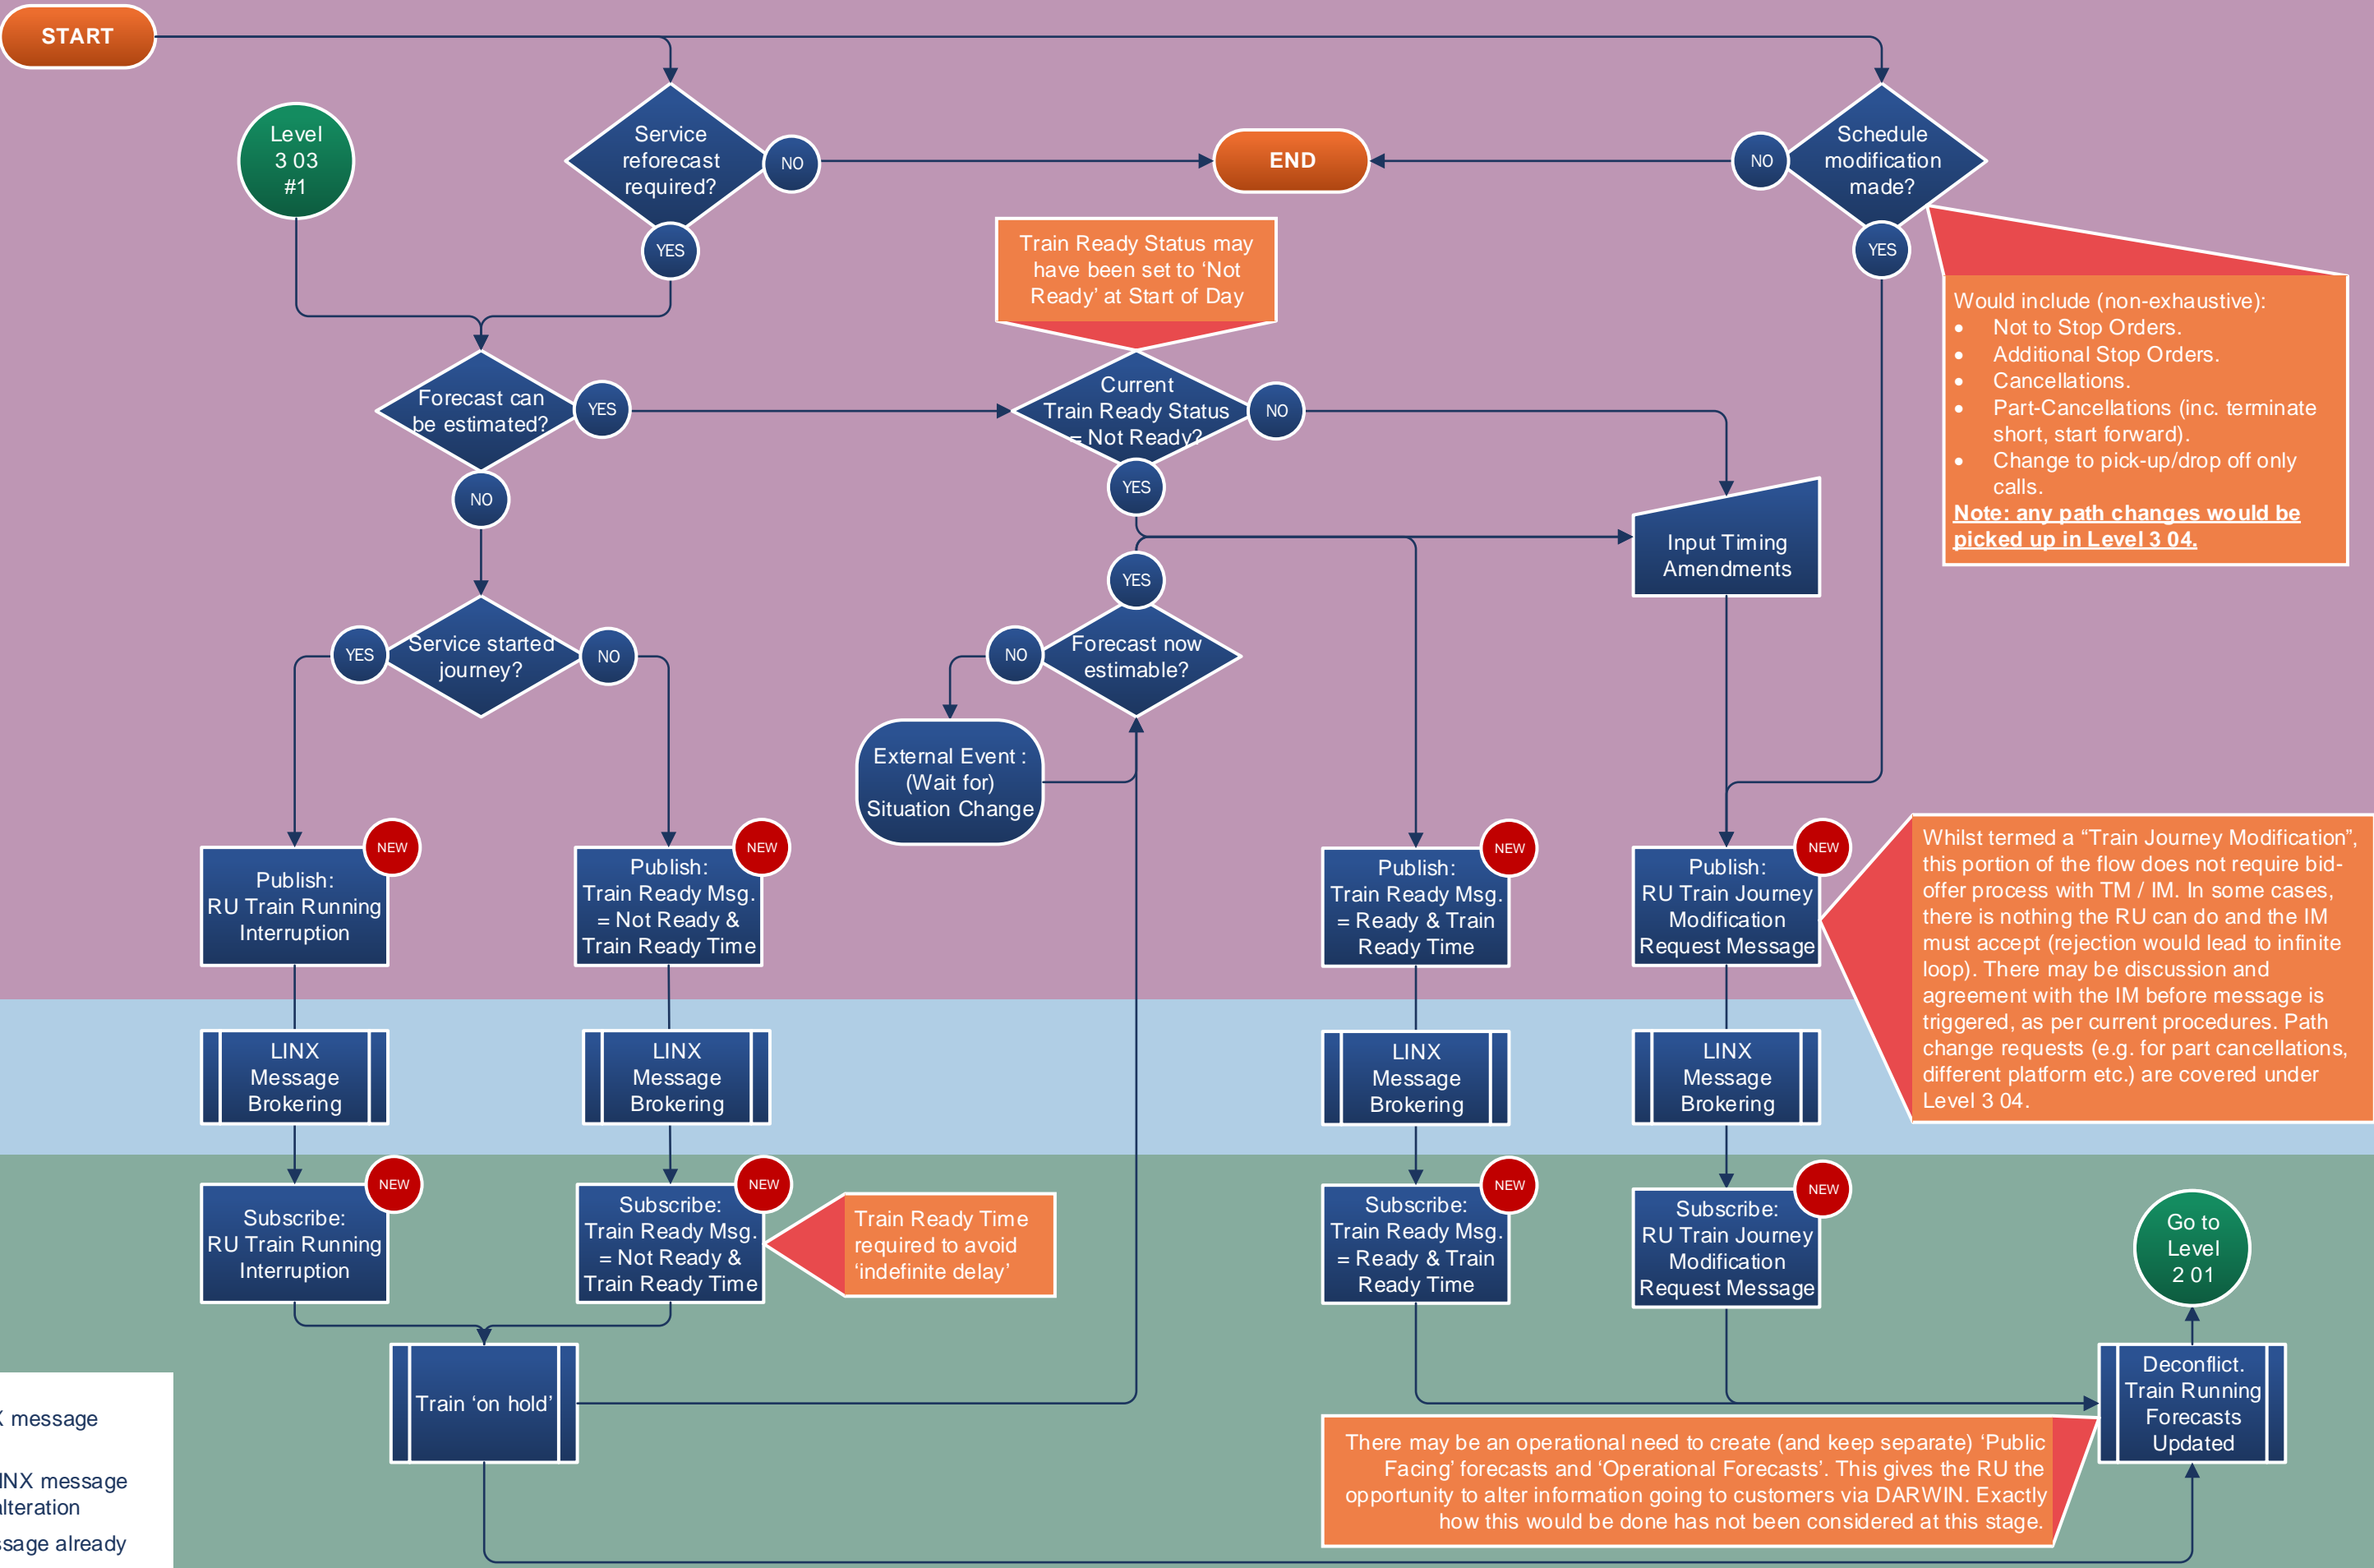 START
Level
3 03
#1
Service
reforecast
required?
NO
YES
END
NO
Schedule
modification
made?
YES
Train Ready Status may
have been set to ‘Not
Ready’ at Start of Day
Would include (non-exhaustive):
• Not to Stop Orders.
• Additional Stop Orders.
• Cancellations.
• Part-Cancellations (inc. terminate
short, start forward).
• Change to pick-up/drop off only
calls.
Note: any path changes would be
picked up in Level 3 04.
Forecast can
be estimated?
YES
NO
Current
Train Ready Status
= Not Ready?
NO
YES
Input Timing
Amendments
YES
Service started
journey?
NO
YES
NO
Forecast now
estimable?
External Event :
(Wait for)
Situation Change
NEW
Publish:
RU Train Running
Interruption
NEW
Publish:
Train Ready Msg.
= Not Ready &
Train Ready Time
NEW
Publish:
Train Ready Msg.
= Ready & Train
Ready Time
NEW
Publish:
RU Train Journey
Modification
Request Message
Whilst termed a “Train Journey Modification”,
this portion of the flow does not require bid-
offer process with TM / IM. In some cases,
there is nothing the RU can do and the IM
must accept (rejection would lead to infinite
loop). There may be discussion and
agreement with the IM before message is
triggered, as per current procedures. Path
change requests (e.g. for part cancellations,
different platform etc.) are covered under
Level 3 04.
LINX
Message
Brokering
LINX
Message
Brokering
LINX
Message
Brokering
LINX
Message
Brokering
NEW
Subscribe:
RU Train Running
Interruption
NEW
Subscribe:
Train Ready Msg.
= Not Ready &
Train Ready Time
Train Ready Time
required to avoid
‘indefinite delay’
NEW
Subscribe:
Train Ready Msg.
= Ready & Train
Ready Time
NEW
Subscribe:
RU Train Journey
Modification
Request Message
Go to
Level
2 01
Train ‘on hold’
Deconflict.
Train Running
Forecasts
Updated
There may be an operational need to create (and keep separate) ‘Public
Facing’ forecasts and ‘Operational Forecasts’. This gives the RU the
opportunity to alter information going to customers via DARWIN. Exactly
how this would be done has not been considered at this stage.
message
message
already